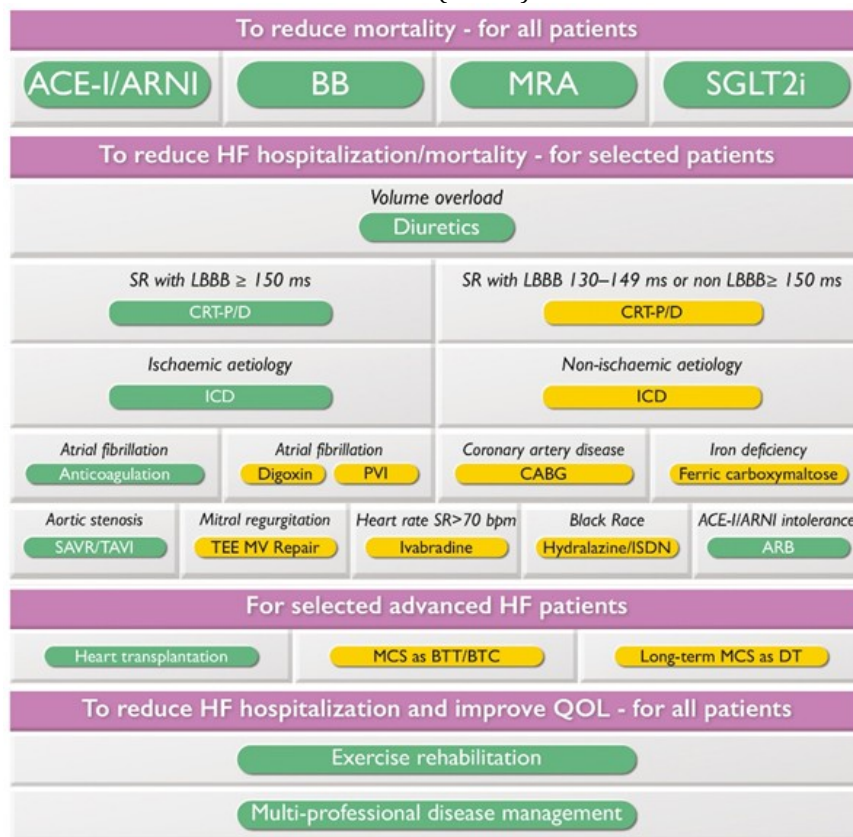 To reduce mortality - for all patients
ACE-I/ARNI BB MRA SGLT2i
To reduce HF hospitalization/mortality - for selected patients
Volume overload
Diuretics
SR with LBBB ≥ 150 ms SR with LBBB 130–149 ms or non LBBB≥ 150 ms
CRT-P/D CRT-P/D
Ischaemic aetiology Non-ischaemic aetiology
ICD ICD
Atrial fibrillation Atrial fibrillation Coronary artery disease Iron deficiency
Anticoagulation Digoxin PVI CABG Ferric carboxymaltose
Aortic stenosis Mitral regurgitation Heart rate SR>70 bpm Black Race ACE-I/ARNI intolerance
SAVR/TAVI TEE MV Repair Ivabradine Hydralazine/ISDN ARB
For selected advanced HF patients
Heart transplantation MCS as BTT/BTC Long-term MCS as DT
To reduce HF hospitalization and improve QOL - for all patients
Exercise rehabilitation
Multi-professional disease management